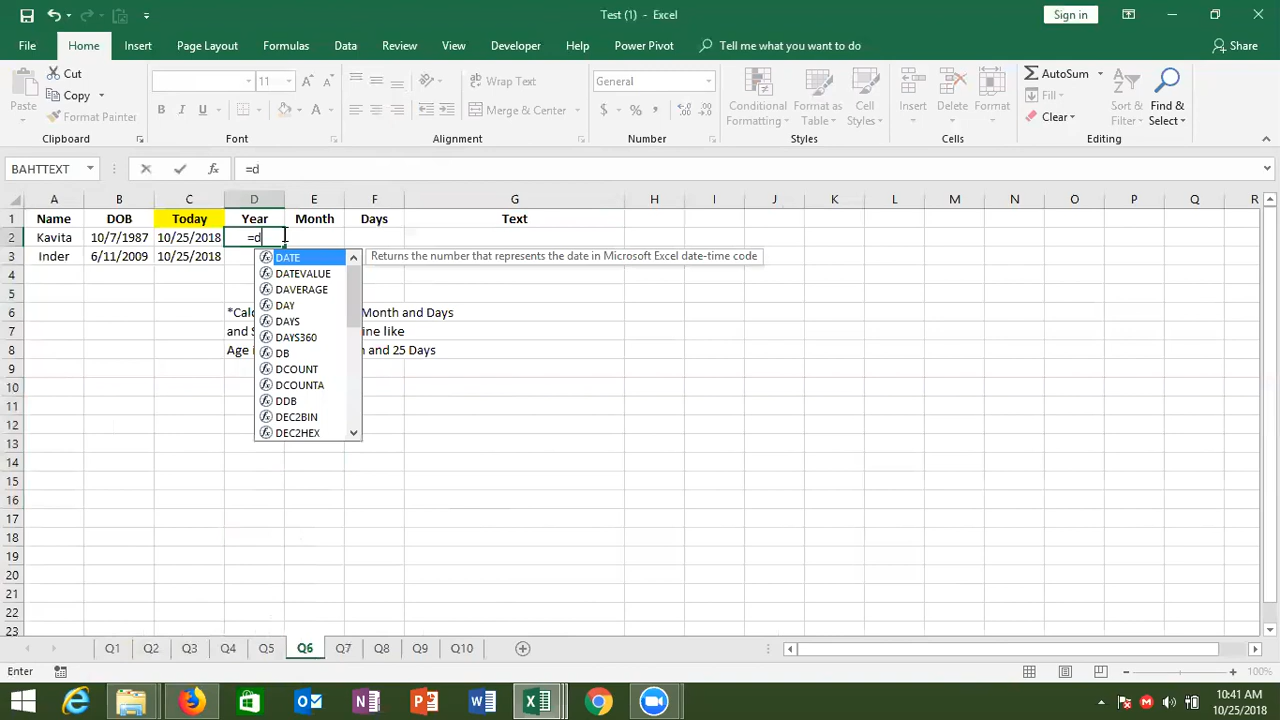 Test (1) - Excel
Sign in
File Home Insert Page Layout Formulas Data Review View Developer Help Power Pivot Tell me what you want to do Share
Paste
Cut
Copy
Format Painter
Clipboard
11
B I U
Font
Wrap Text
Merge & Center
Alignment
General
$ % ,
Number
Conditional Formatting
Format as Table
Cell Styles
Styles
Insert
Delete
Format
Cells
AutoSum
Fill
Clear
Sort & Filter
Find & Select
Editing
BAHTTEXT
fx
=d
A B C D E F G H I J K L M N O P Q R
1 Name DOB Today Year Month Days Text
2 Kavita 10/7/1987 10/25/2018 =d
3 Inder 6/11/2009 10/25/2018
4
5
6 *Calc Month and Days
7 and S ine like
8 Age i n and 25 Days
9
10
11
12
13
14
15
16
17
18
19
20
21
22
23
DATE
DATEVALUE
DAVERAGE
DAY
DAYS
DAYS360
DB
DCOUNT
DCOUNTA
DDB
DEC2BIN
DEC2HEX
Returns the number that represents the date in Microsoft Excel date-time code
Q1 Q2 Q3 Q4 Q5 Q6 Q7 Q8 Q9 Q10
Enter
100%
10:41 AM
10/25/2018